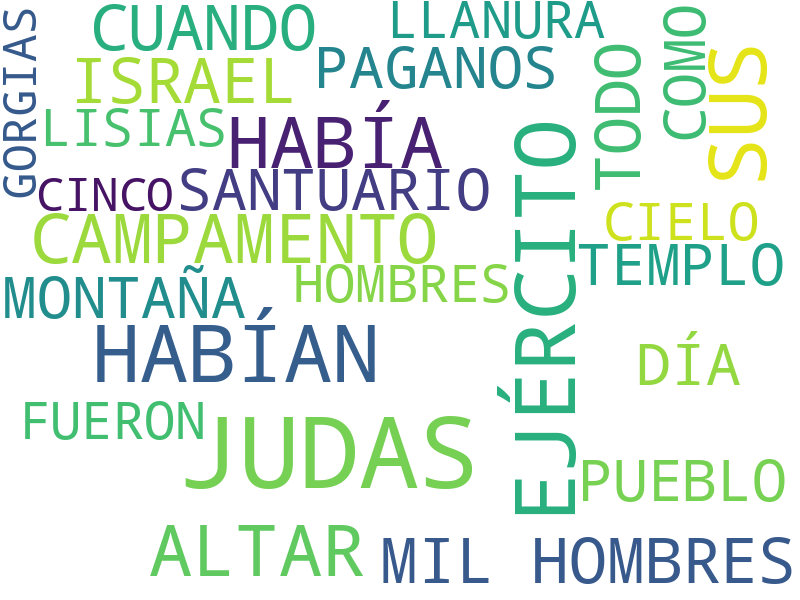 GORGIAS
CUANDO
LLANURA
COMO
ISRAEL
PAGANOS
TODO
SUS
LISIAS
HABÍA
CINCO
SANTUARIO
EJÉRCITO
CAMPAMENTO
CIELO
TEMPLO
MONTAÑA
HOMBRES
HABÍAN
DÍA
FUERON
JUDAS
PUEBLO
ALTAR
MIL HOMBRES